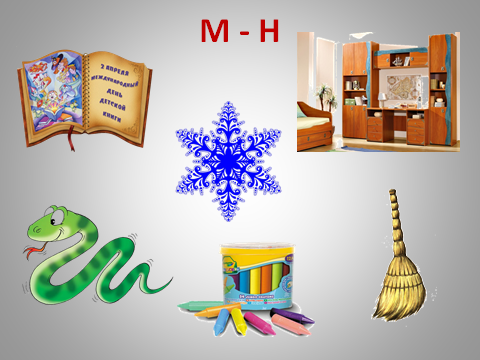 М - Н
2 АПРЕЛЯ
МЕЖДУНАРОДНЫЙ
ДЕНЬ
ДЕТСКОЙ
КНИГИ